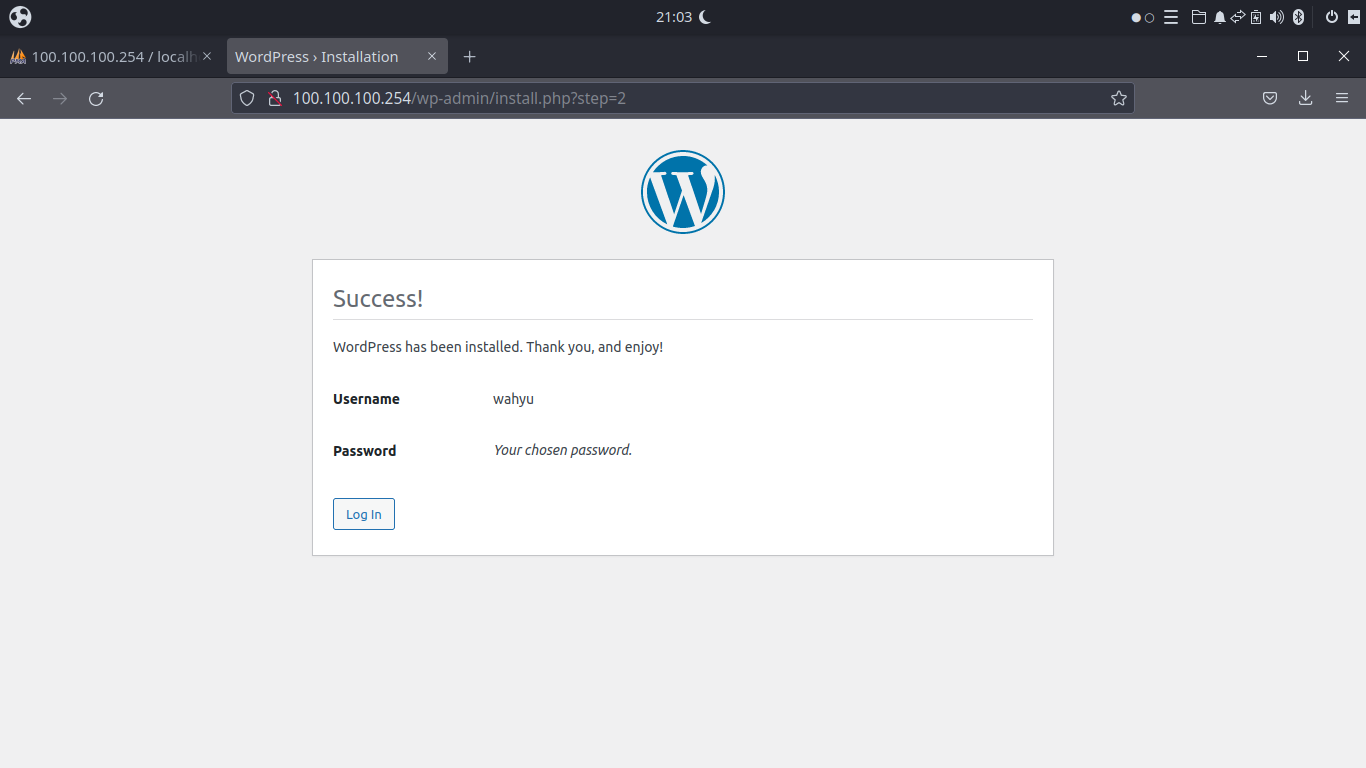 21:03
100.100.100.254 / localh
WordPress › Installation
100.100.100.254/wp-admin/install.php?step=2
Success!
WordPress has been installed. Thank you, and enjoy!
Username wahyu
Password Your chosen password.
Log In